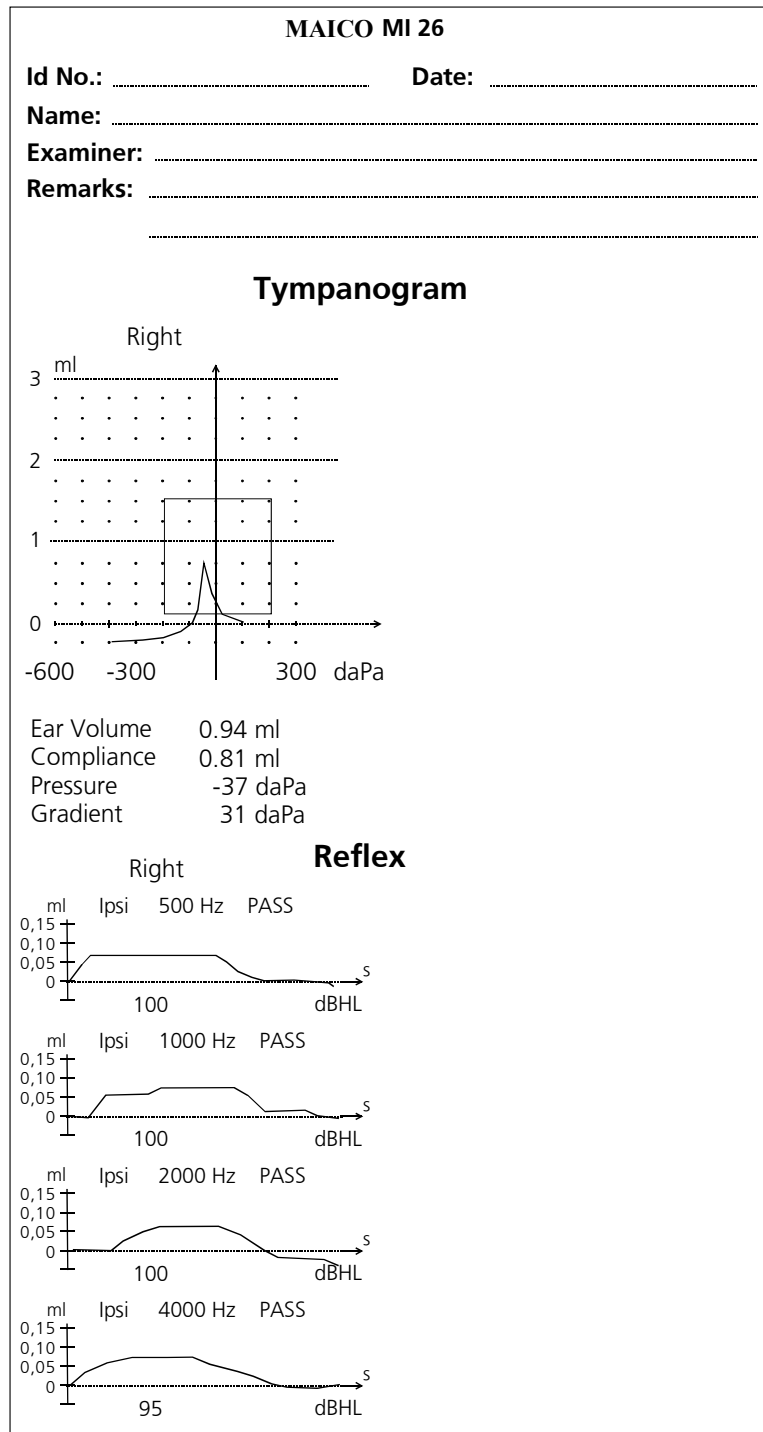 MAICO MI 26
Id No.: Date:
Name:
Examiner:
Remarks:
Tympanogram
Right
ml
3
2
1
0
-600 -300 300 daPa
Ear Volume 0.94 ml
Compliance 0.81 ml
Pressure -37 daPa
Gradient 31 daPa
Reflex
Right
ml Ipsi 500 Hz PASS
0,15
0,10
0,05
0 s
100 dBHL
ml Ipsi 1000 Hz PASS
0,15
0,10
0,05
0 s
100 dBHL
ml Ipsi 2000 Hz PASS
0,15
0,10
0,05
0 s
100 dBHL
ml Ipsi 4000 Hz PASS
0,15
0,10
0,05
0 s
95 dBHL